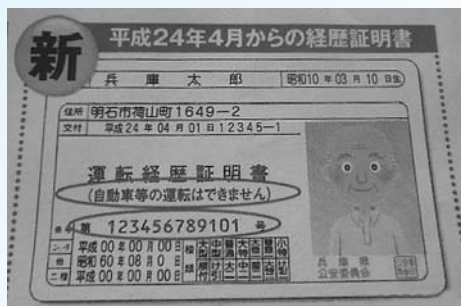 新
平成24年4月からの経歴証明書
兵庫太郎 昭和10年03月10日生
住所 明石市荷山町1649-2
交付 平成24年04月01日12345-1
運転経歴証明書
(自動車等の運転はできません)
第 123456789101 号
平成00年00月00日
他 昭和60年08月0
二種 平成00年00月00日
種類
兵庫県
公安委員会